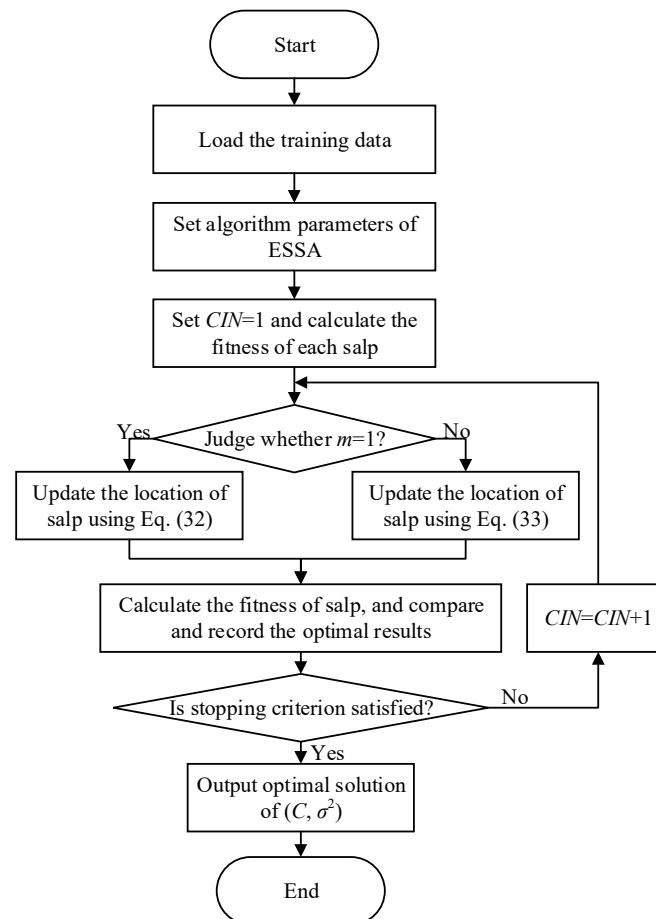 Start
Load the training data
Set algorithm parameters of
ESSA
Set CIN=1 and calculate the
fitness of each salp
Judge whether m=1?
Yes
No
Update the location of
salp using Eq. (32)
Update the location of
salp using Eq. (33)
Calculate the fitness of salp, and compare
and record the optimal results
CIN=CIN+1
Is stopping criterion satisfied?
No
Yes
Output optimal solution
of (C, σ²)
End